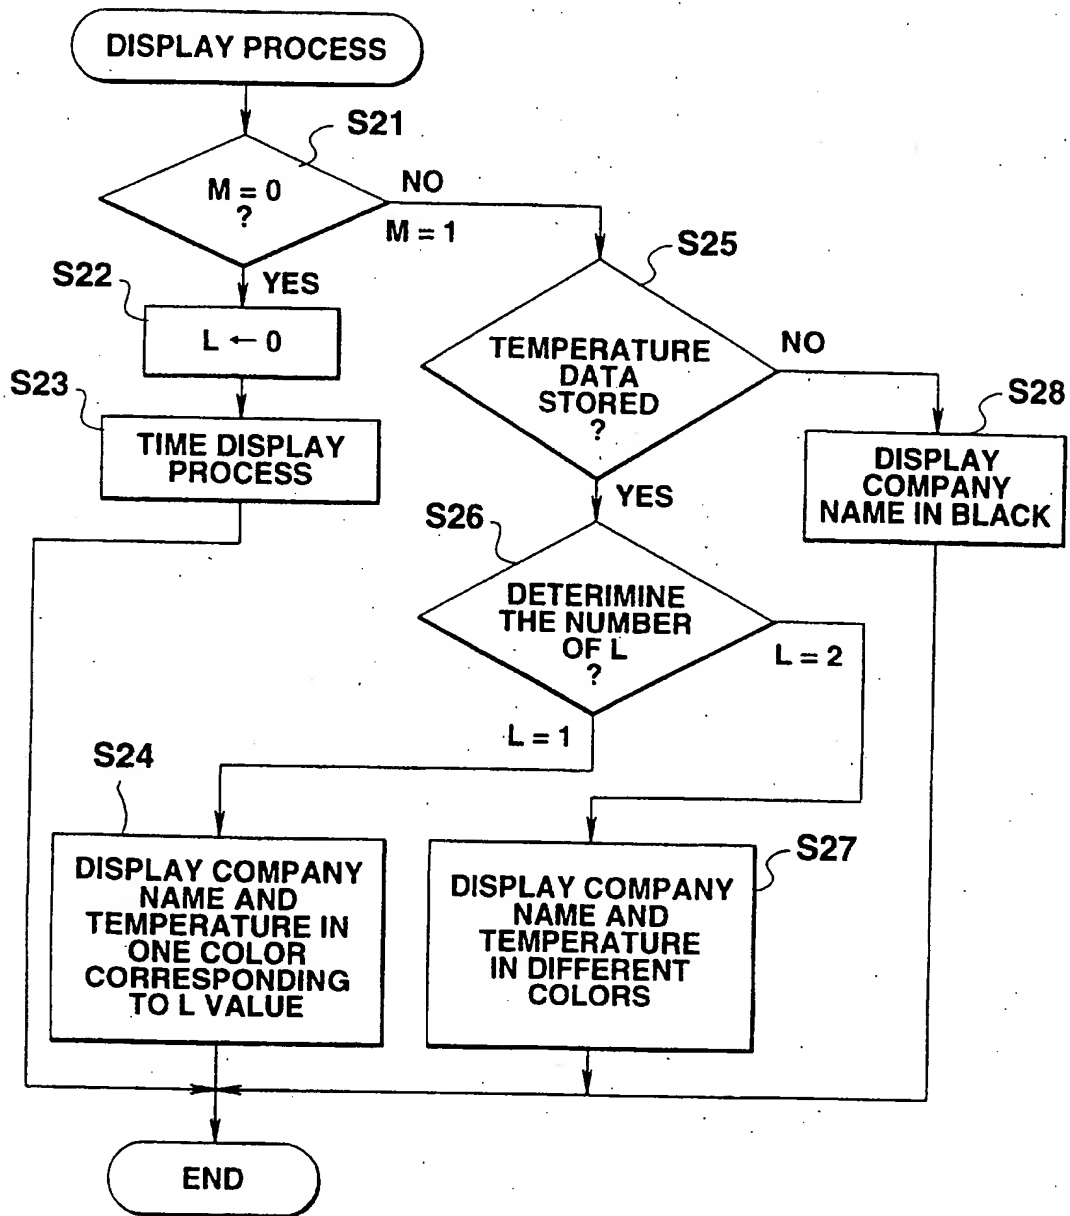 DISPLAY PROCESS
S21
M = 0
?
NO
M = 1
YES
S22
L ← 0
S23
TIME DISPLAY
PROCESS
S25
TEMPERATURE
DATA
STORED
?
NO
YES
S28
DISPLAY
COMPANY
NAME IN BLACK
S26
DETERIMINE
THE NUMBER
OF L
?
L = 2
L = 1
S24
DISPLAY COMPANY
NAME AND
TEMPERATURE IN
ONE COLOR
CORRESPONDING
TO L VALUE
S27
DISPLAY COMPANY
NAME AND
TEMPERATURE
IN DIFFERENT
COLORS
END